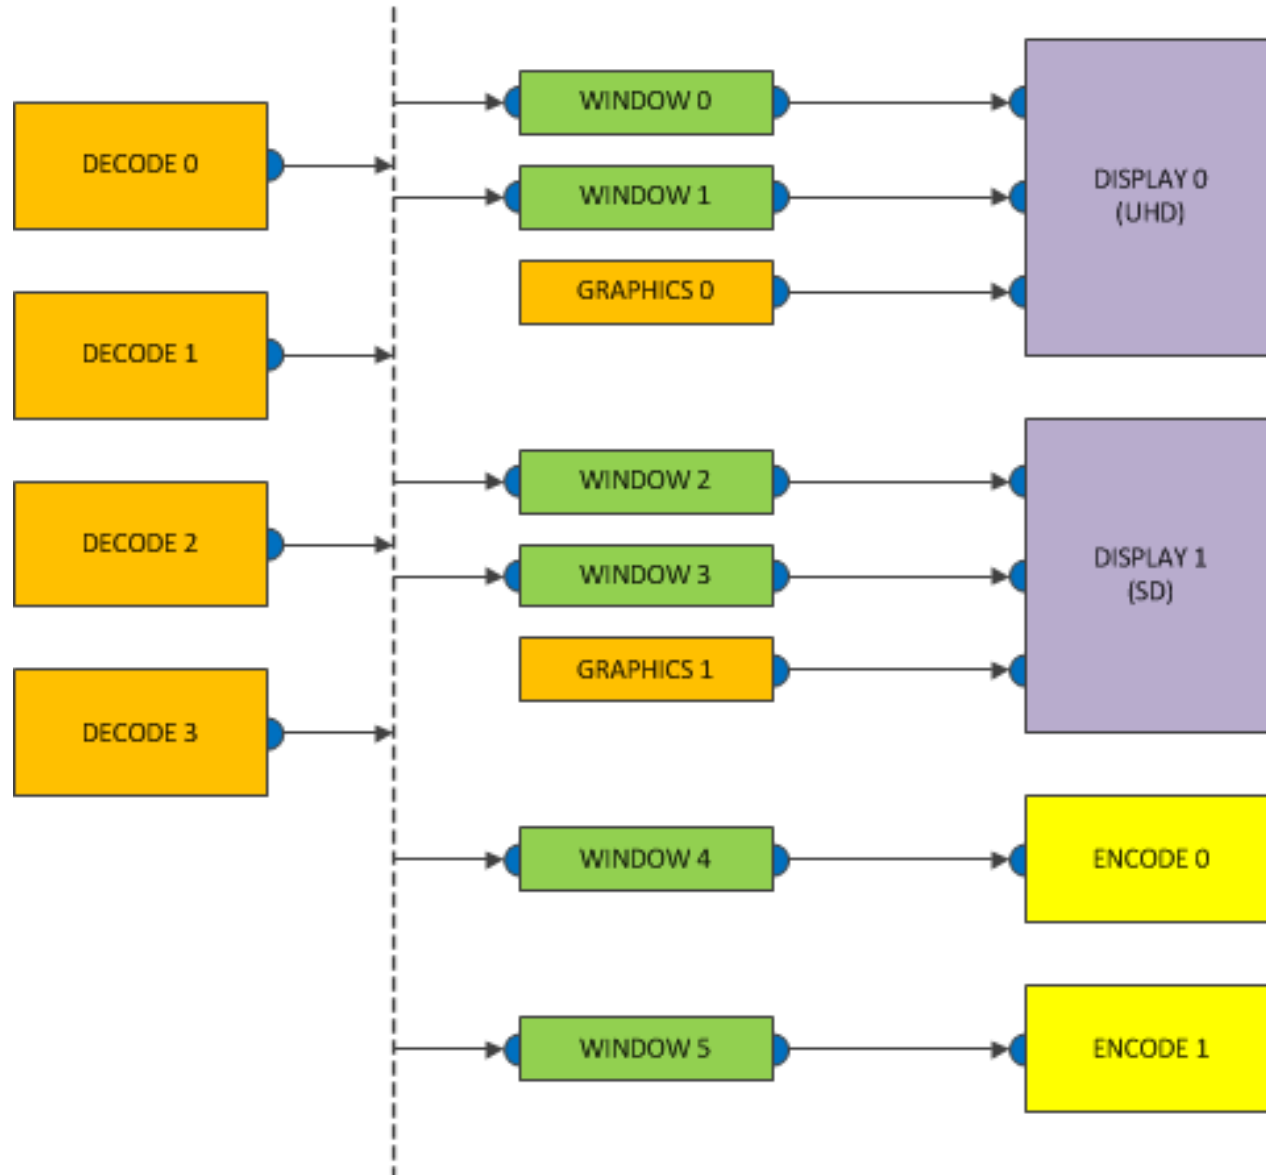 DECODE 0
DECODE 1
DECODE 2
DECODE 3
WINDOW 0
WINDOW 1
GRAPHICS 0
WINDOW 2
WINDOW 3
GRAPHICS 1
WINDOW 4
WINDOW 5
DISPLAY 0
(UHD)
DISPLAY 1
(SD)
ENCODE 0
ENCODE 1